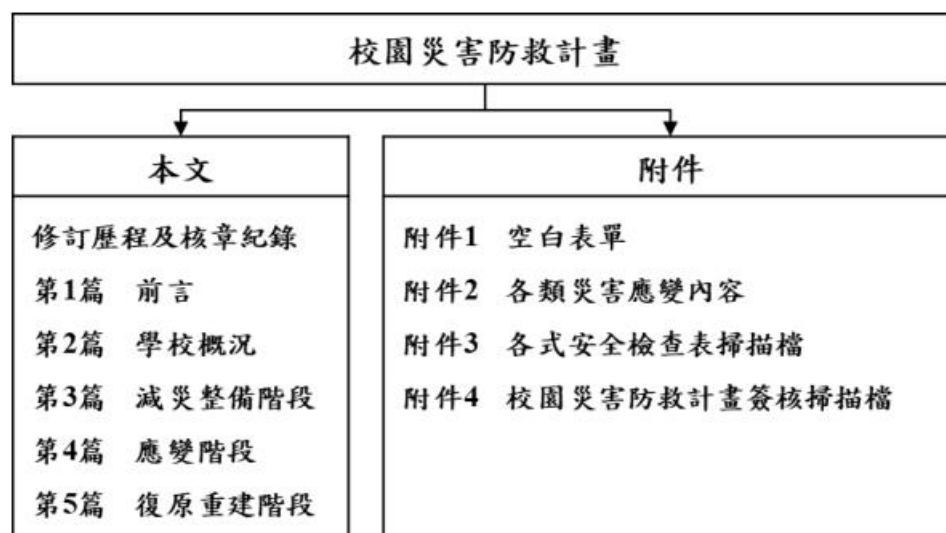 校園災害防救計畫
本文
修訂歷程及核章紀錄
第1篇 前言
第2篇 學校概況
第3篇 減災整備階段
第4篇 應變階段
第5篇 復原重建階段
附件
附件1 空白表單
附件2 各類災害應變內容
附件3 各式安全檢查表掃描檔
附件4 校園災害防救計畫簽核掃描檔